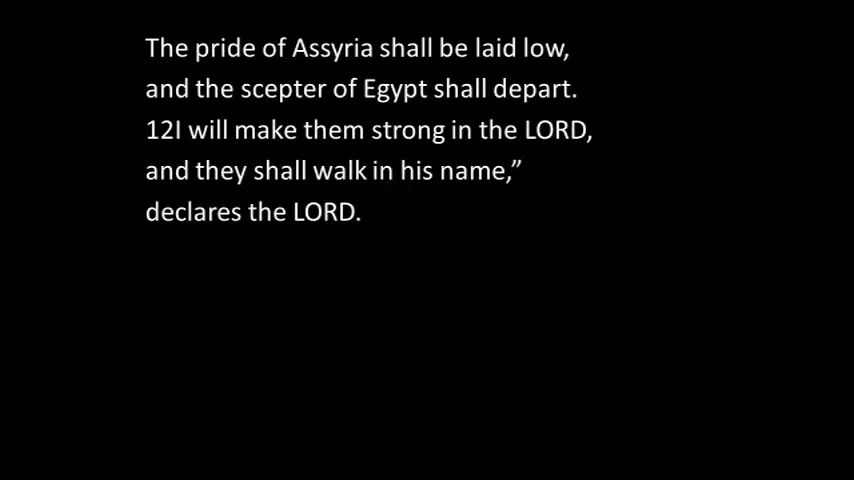 The pride of Assyria shall be laid low,
and the scepter of Egypt shall depart.
12I will make them strong in the LORD,
and they shall walk in his name,”
declares the LORD.